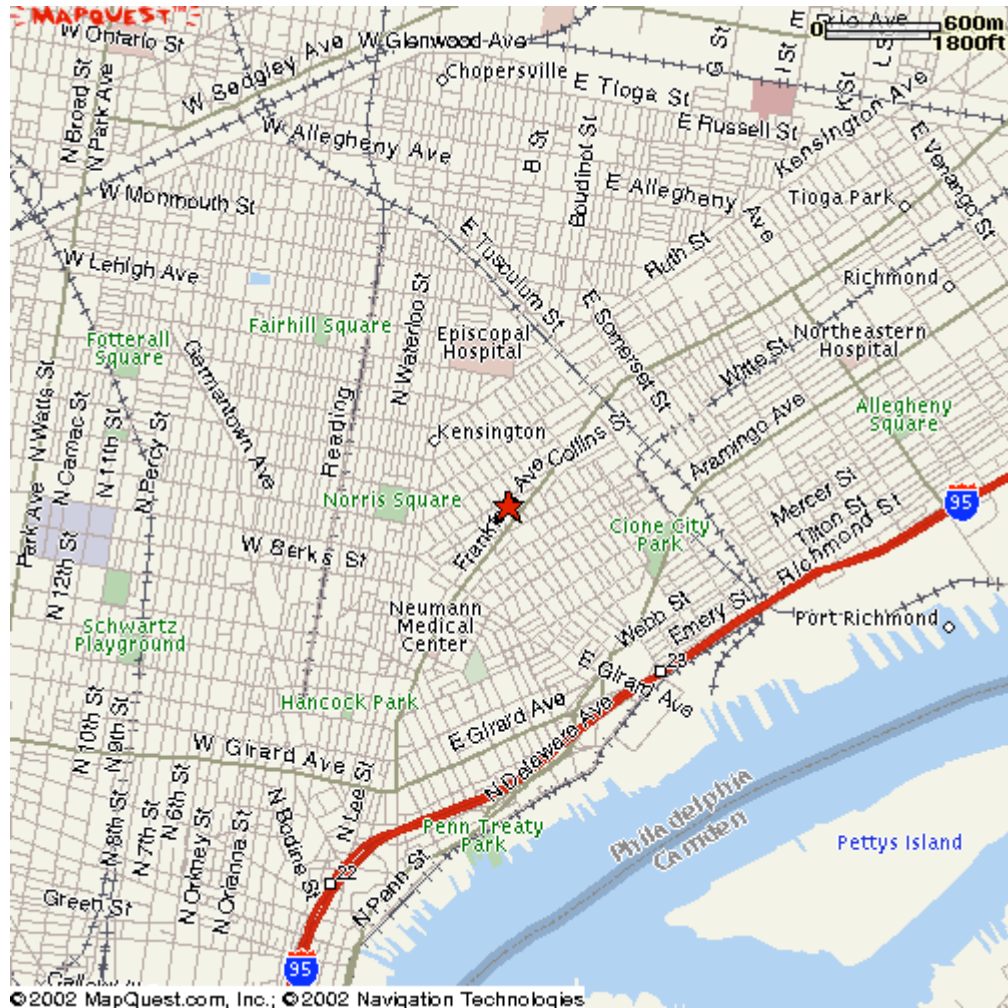 MAPQUEST
E Erie Ave
0 600m
1800ft
W Ontario St
W Glenwood Ave
W Sedgley Ave
Chopersville
G St
I St
L St
K St
E Tioga St
N Broad St
N Park Ave
W Allegheny Ave
E Russell St
Kensington Ave
B St
Boudinot St
E Venango St
W Monmouth St
E Allegheny Ave
Tioga Park
E Tusculum St
Ruth St
W Lehigh Ave
Richmond
N Waterloo St
E Somerset St
Fairhill Square
Episcopal
Hospital
Northeastern
Hospital
Fotterall
Square
Germantown Ave
Witte St
N Watts St
N Camac St
N 11th St
N Percy St
Reading
Kensington
Collins St
Aramingo Ave
Allegheny
Square
Norris Square
Ave
Mercer St
Tilton St
Richmond St
95
Park Ave
N 12th St
W Berks St
Cione City
Park
Neumann
Medical
Center
Webb St
Emery St
Port Richmond
Schwartz
Playground
E Girard Ave
23
Hancock Park
N 10th St
N 9th St
W Girard Ave
E Girard Ave
N Delaware Ave
N 8th St
N 7th St
N 6th St
N Orkney St
N Orianna St
N Bodine St
N Lee St
Penn Treaty
Park
Philadelphia
Camden
Pettys Island
Green St
N Penn St
95
©2002 MapQuest.com, Inc.; ©2002 Navigation Technologies